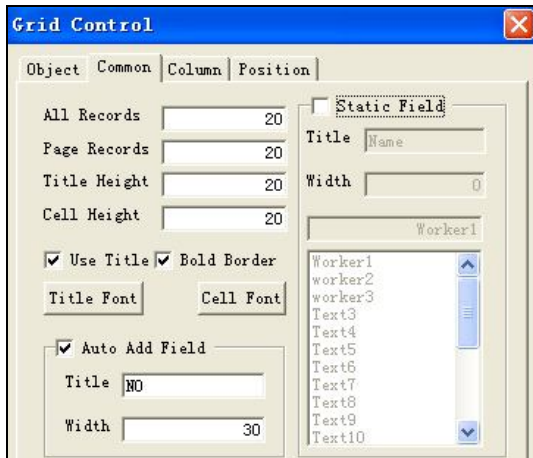 Grid Control
Object Common Column Position
All Records 20
Page Records 20
Title Height 20
Cell Height 20
Use Title Bold Border
Title Font Cell Font
Auto Add Field
Title NO
Width 30
Static Field
Title Name
Width 0
Worker1
Worker1
worker2
worker3
Text3
Text4
Text5
Text6
Text7
Text8
Text9
Text10